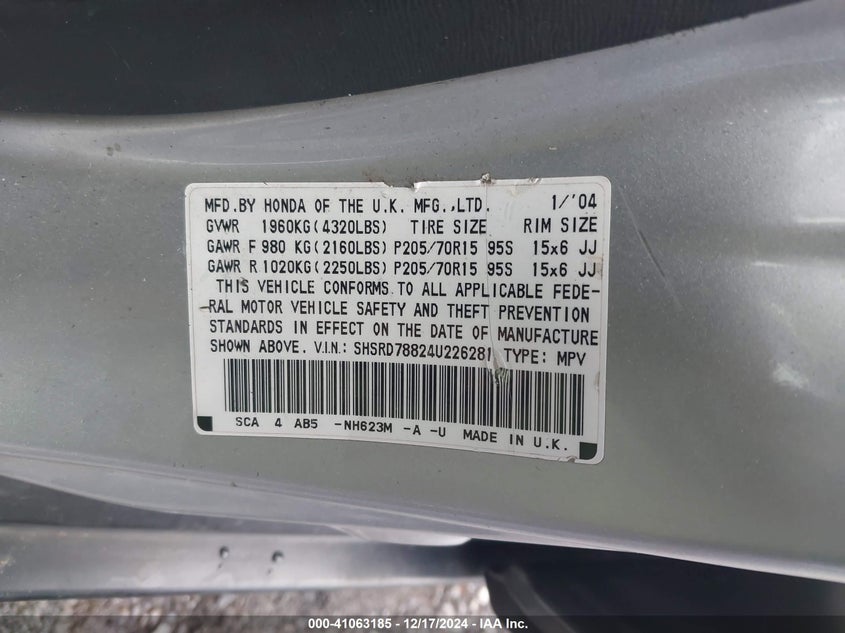 MFD.BY HONDA OF THE U.K. MFG.,LTD. 1/'04
GVWR 1960KG(4320LBS) TIRE SIZE RIM SIZE
GAWR F 980 KG(2160LBS) P205/70R15 95S 15x6 JJ
GAWR R 1020KG(2250LBS) P205/70R15 95S 15x6 JJ
THIS VEHICLE CONFORMS TO ALL APPLICABLE FEDE-
RAL MOTOR VEHICLE SAFETY AND THEFT PREVENTION
STANDARDS IN EFFECT ON THE DATE OF MANUFACTURE
SHOWN ABOVE. V.I.N.: SHSRD78824U226281 TYPE: MPV
SCA 4 AB5 -NH623M -A -U MADE IN U.K.
000-41063185 - 12/17/2024 - IAA Inc.